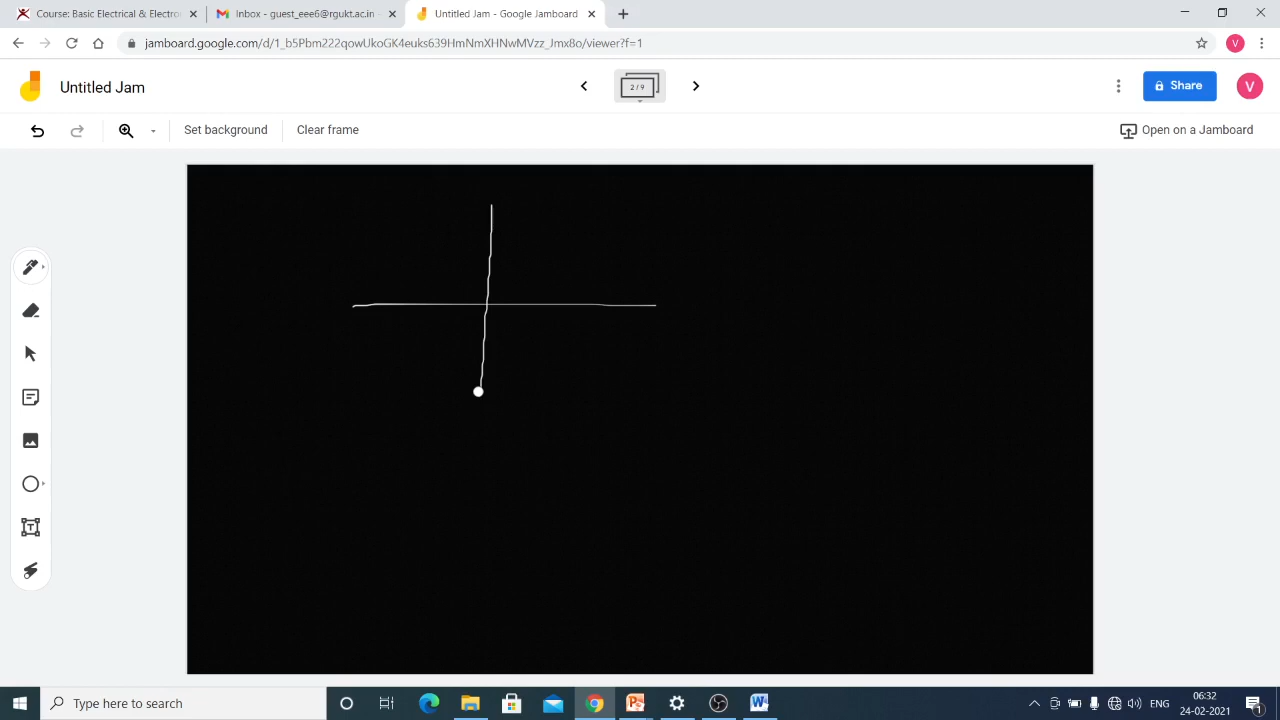 Course: Basic Electrical & Electro
Inbox - guest_eee6@rgukt.ac.in -
Untitled Jam - Google Jamboard
jamboard.google.com/d/1_b5Pbm222qowUkoGK4euks639HmNmXHNwMVzz_Jmx8o/viewer?f=1
V
Untitled Jam
2 / 9
Share
V
Set background
Clear frame
Open on a Jamboard
T
Type here to search
ENG
06:32
24-02-2021
1